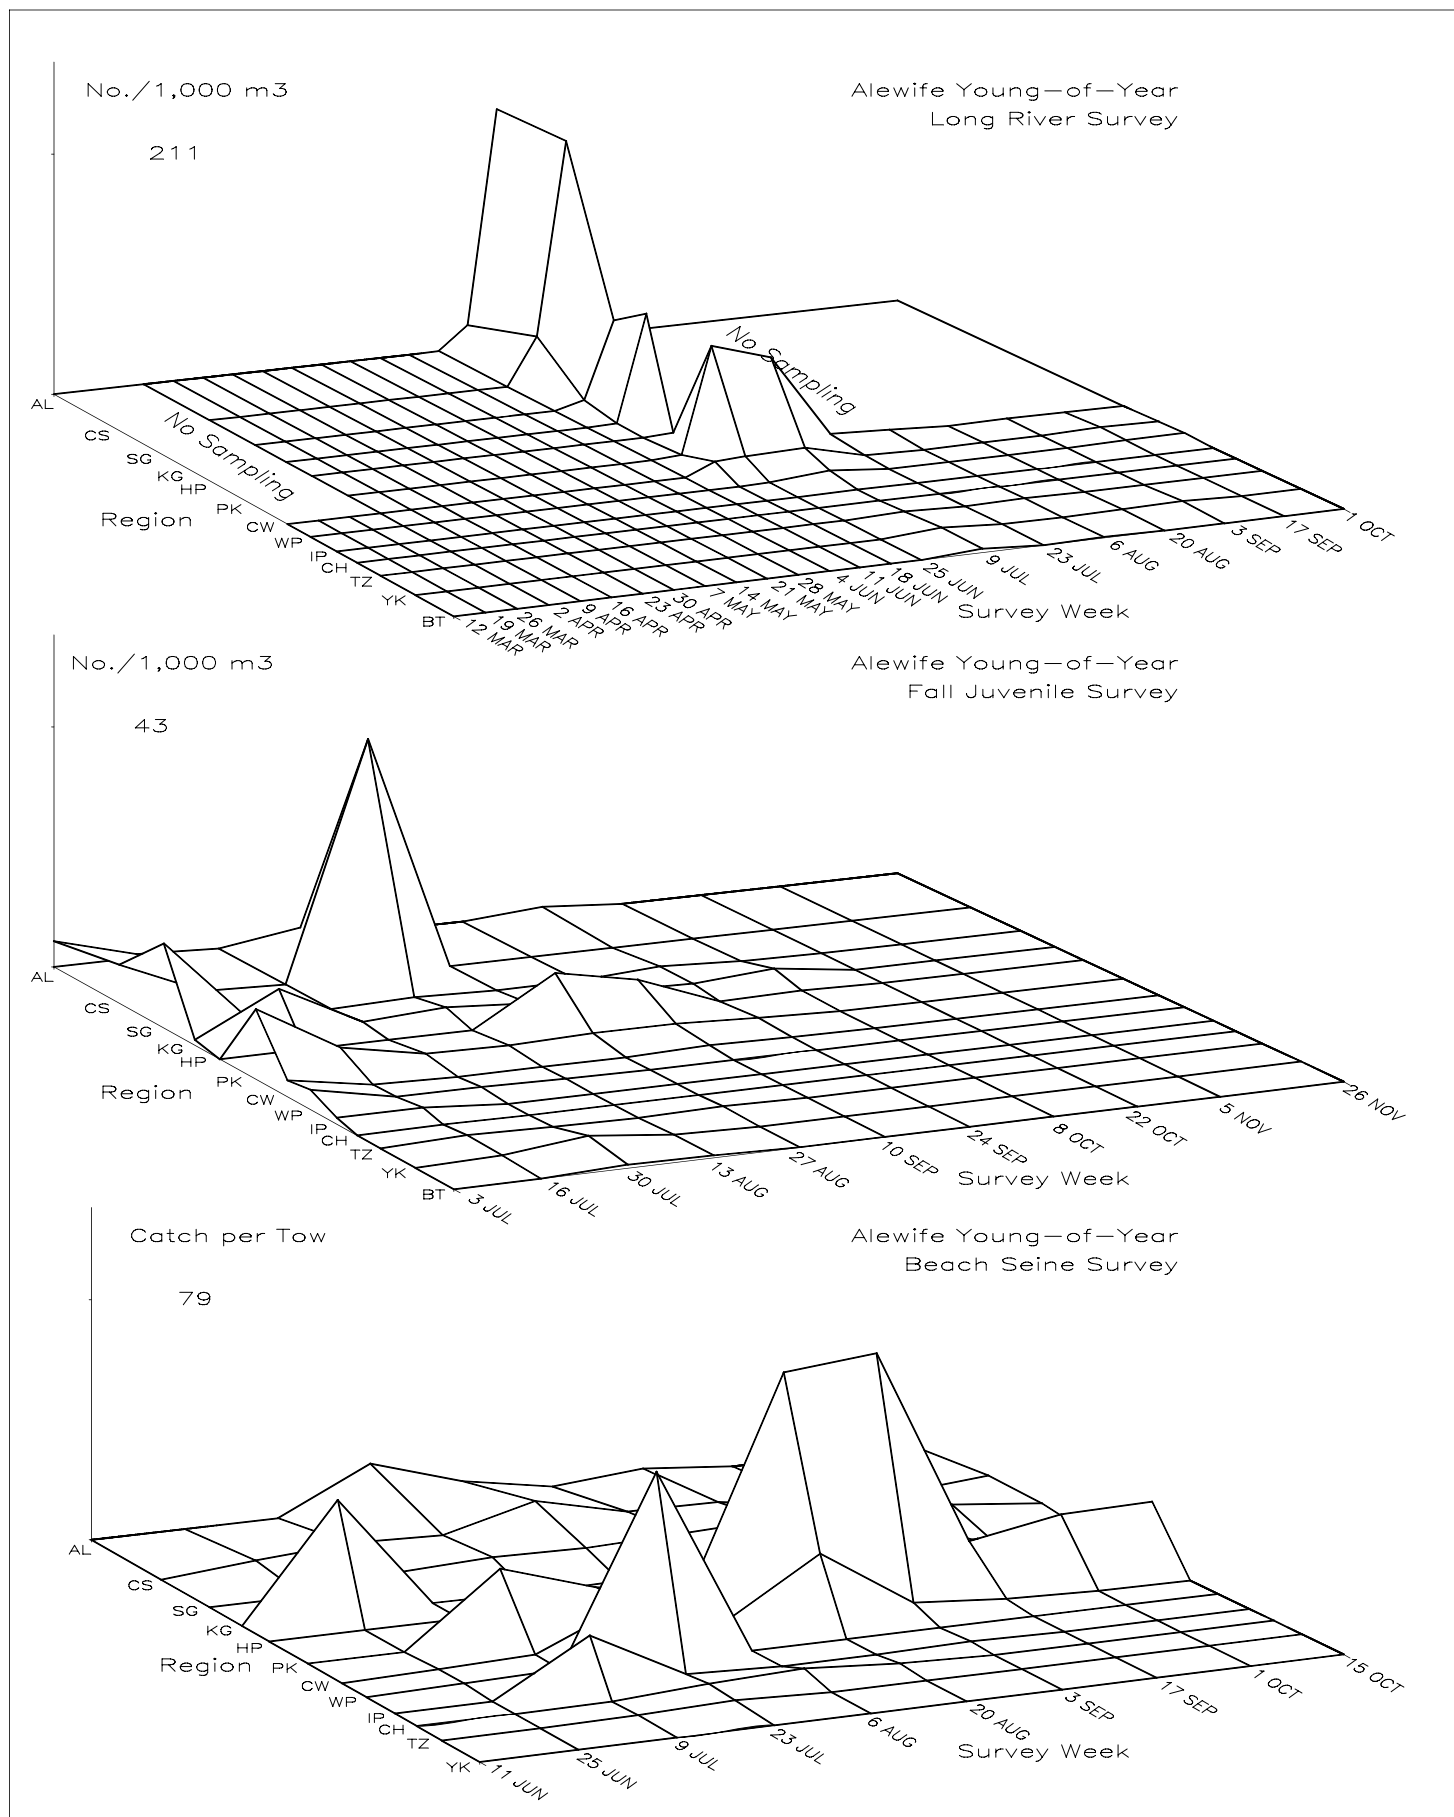 No./1,000 m3
Alewife Young-of-Year
Long River Survey
211
No Sampling
AL
CS
SG
KG
HP
PK
CW
WP
IP
CH
TZ
YK
BT
No Sampling
Region
12 MAR
19 MAR
26 MAR
2 APR
9 APR
16 APR
23 APR
30 APR
7 MAY
14 MAY
21 MAY
28 MAY
4 JUN
11 JUN
18 JUN
25 JUN
9 JUL
23 JUL
6 AUG
20 AUG
3 SEP
17 SEP
1 OCT
Survey Week
No./1,000 m3
Alewife Young-of-Year
Fall Juvenile Survey
43
AL
CS
SG
KG
HP
PK
CW
WP
IP
CH
TZ
YK
BT
Region
3 JUL
16 JUL
30 JUL
13 AUG
27 AUG
10 SEP
24 SEP
8 OCT
22 OCT
5 NOV
26 NOV
Survey Week
Catch per Tow
Alewife Young-of-Year
Beach Seine Survey
79
AL
CS
SG
KG
HP
PK
CW
WP
IP
CH
TZ
YK
Region
11 JUN
25 JUN
9 JUL
23 JUL
6 AUG
20 AUG
3 SEP
17 SEP
1 OCT
15 OCT
Survey Week